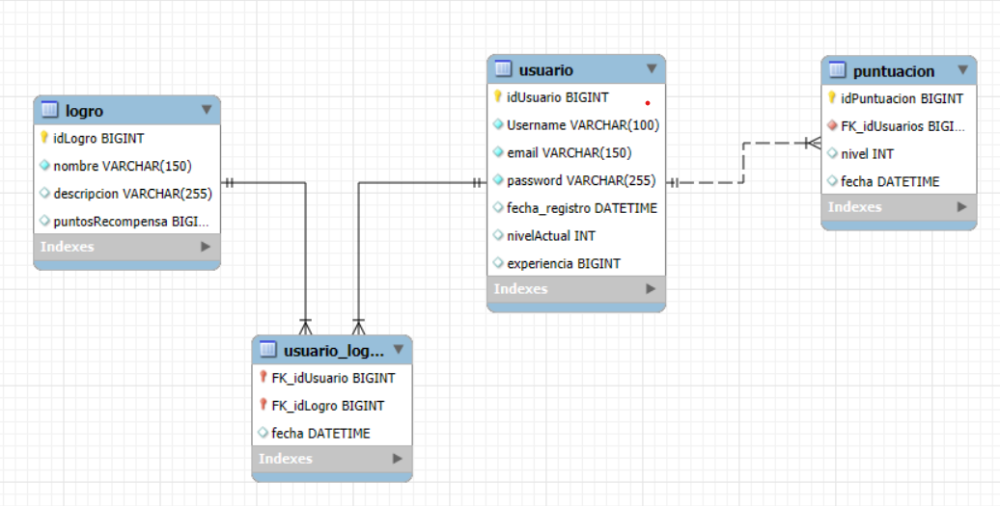 logro
idLogro BIGINT
nombre VARCHAR(150)
descripcion VARCHAR(255)
puntosRecompensa BIGI...
Indexes
usuario
idUsuario BIGINT
Username VARCHAR(100)
email VARCHAR(150)
password VARCHAR(255)
fecha_registro DATETIME
nivelActual INT
experiencia BIGINT
Indexes
puntuacion
idPuntuacion BIGINT
FK_idUsuarios BIGI...
nivel INT
fecha DATETIME
Indexes
usuario_log...
FK_idUsuario BIGINT
FK_idLogro BIGINT
fecha DATETIME
Indexes